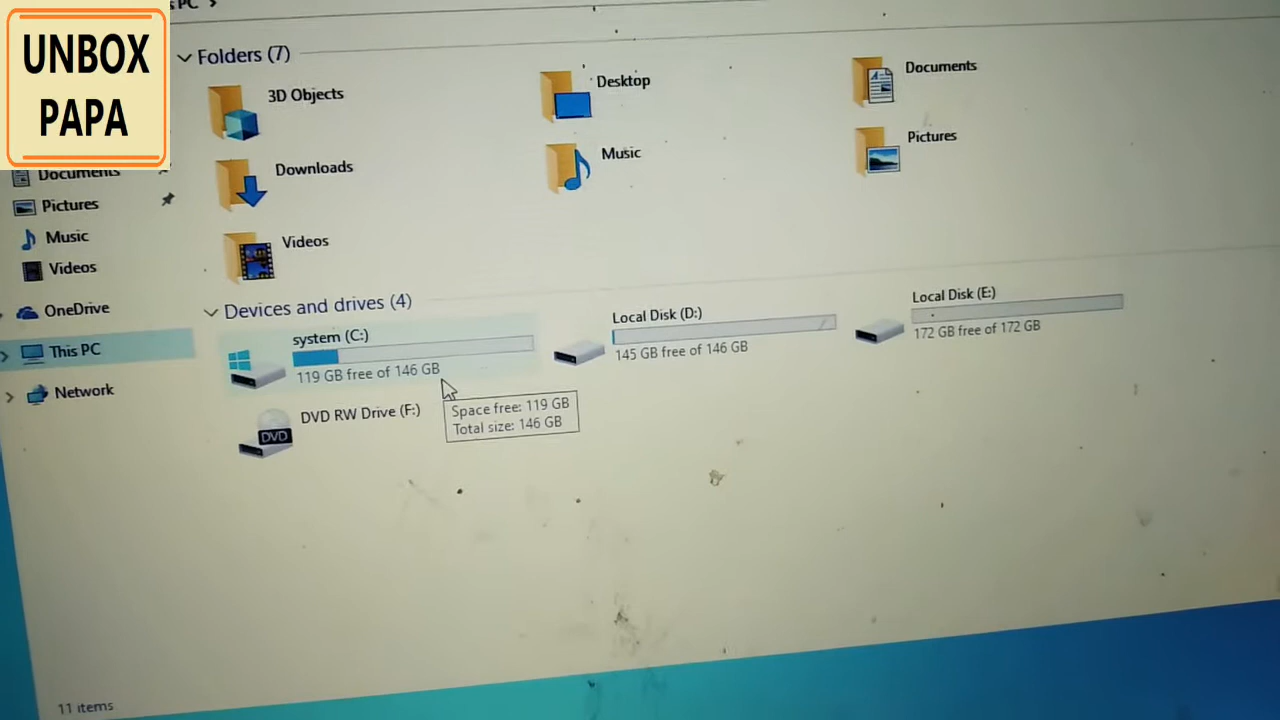 UNBOX
PAPA
PC
Folders (7)
3D Objects
Desktop
Documents
Downloads
Music
Pictures
Videos
Documents
Pictures
Music
Videos
OneDrive
This PC
Network
Devices and drives (4)
system (C:)
119 GB free of 146 GB
Local Disk (D:)
145 GB free of 146 GB
Local Disk (E:)
172 GB free of 172 GB
DVD RW Drive (F:)
DVD
Space free: 119 GB
Total size: 146 GB
11 items